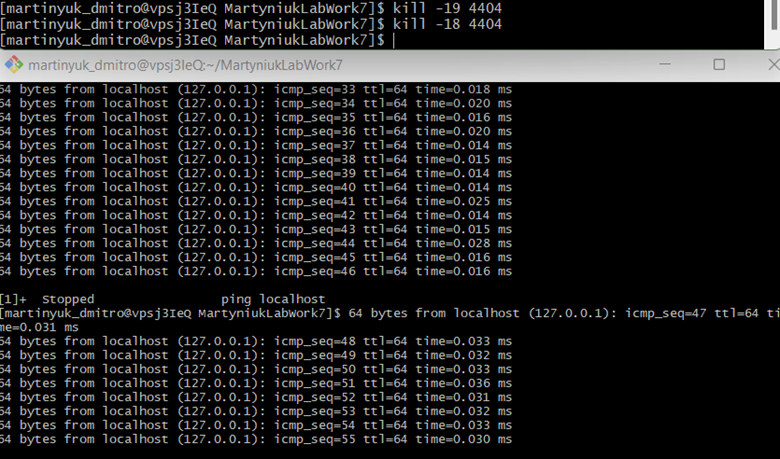 [martinyuk_dmitro@vpsj3IeQ MartyniukLabWork7]$ kill -19 4404
[martinyuk_dmitro@vpsj3IeQ MartyniukLabWork7]$ kill -18 4404
[martinyuk_dmitro@vpsj3IeQ MartyniukLabWork7]$
martinyuk_dmitro@vpsj3IeQ:~/MartyniukLabWork7
64 bytes from localhost (127.0.0.1): icmp_seq=33 ttl=64 time=0.018 ms
64 bytes from localhost (127.0.0.1): icmp_seq=34 ttl=64 time=0.020 ms
64 bytes from localhost (127.0.0.1): icmp_seq=35 ttl=64 time=0.016 ms
64 bytes from localhost (127.0.0.1): icmp_seq=36 ttl=64 time=0.020 ms
64 bytes from localhost (127.0.0.1): icmp_seq=37 ttl=64 time=0.014 ms
64 bytes from localhost (127.0.0.1): icmp_seq=38 ttl=64 time=0.015 ms
64 bytes from localhost (127.0.0.1): icmp_seq=39 ttl=64 time=0.014 ms
64 bytes from localhost (127.0.0.1): icmp_seq=40 ttl=64 time=0.014 ms
64 bytes from localhost (127.0.0.1): icmp_seq=41 ttl=64 time=0.025 ms
64 bytes from localhost (127.0.0.1): icmp_seq=42 ttl=64 time=0.014 ms
64 bytes from localhost (127.0.0.1): icmp_seq=43 ttl=64 time=0.015 ms
64 bytes from localhost (127.0.0.1): icmp_seq=44 ttl=64 time=0.028 ms
64 bytes from localhost (127.0.0.1): icmp_seq=45 ttl=64 time=0.016 ms
64 bytes from localhost (127.0.0.1): icmp_seq=46 ttl=64 time=0.016 ms
[1]+  Stopped                 ping localhost
[martinyuk_dmitro@vpsj3IeQ MartyniukLabWork7]$ 64 bytes from localhost (127.0.0.1): icmp_seq=47 ttl=64 ti
me=0.031 ms
64 bytes from localhost (127.0.0.1): icmp_seq=48 ttl=64 time=0.033 ms
64 bytes from localhost (127.0.0.1): icmp_seq=49 ttl=64 time=0.032 ms
64 bytes from localhost (127.0.0.1): icmp_seq=50 ttl=64 time=0.033 ms
64 bytes from localhost (127.0.0.1): icmp_seq=51 ttl=64 time=0.036 ms
64 bytes from localhost (127.0.0.1): icmp_seq=52 ttl=64 time=0.031 ms
64 bytes from localhost (127.0.0.1): icmp_seq=53 ttl=64 time=0.032 ms
64 bytes from localhost (127.0.0.1): icmp_seq=54 ttl=64 time=0.033 ms
64 bytes from localhost (127.0.0.1): icmp_seq=55 ttl=64 time=0.030 ms